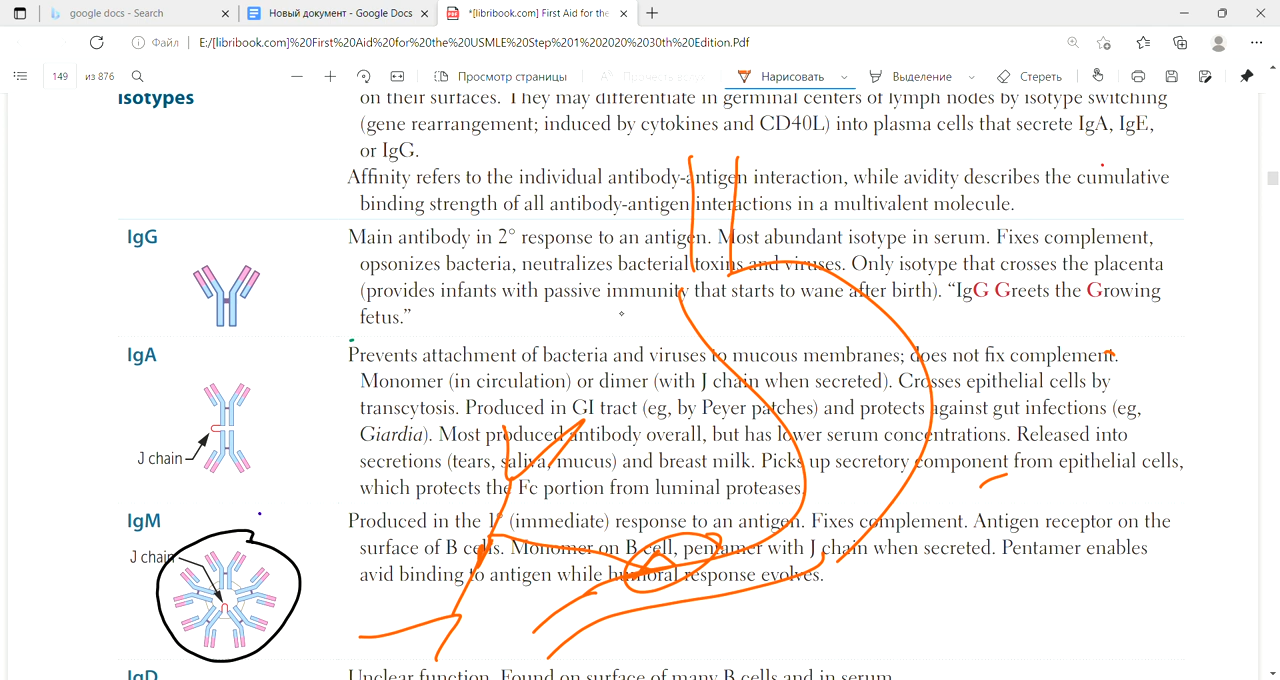 google docs - Search
Новый документ - Google Docs
*[libribook.com] First Aid for the
Файл
E:/[libribook.com]%20First%20Aid%20for%20the%20USMLE%20Step%201%202020%2030th%20Edition.Pdf
149 из 876
Просмотр страницы
Прочесть вслух
Нарисовать
Выделение
Стереть
Isotypes
on their surfaces. They may differentiate in germinal centers of lymph nodes by isotype switching
(gene rearrangement; induced by cytokines and CD40L) into plasma cells that secrete IgA, IgE,
or IgG.
Affinity refers to the individual antibody-antigen interaction, while avidity describes the cumulative
binding strength of all antibody-antigen interactions in a multivalent molecule.
IgG
Main antibody in 2° response to an antigen. Most abundant isotype in serum. Fixes complement,
opsonizes bacteria, neutralizes bacterial toxins and viruses. Only isotype that crosses the placenta
(provides infants with passive immunity that starts to wane after birth). “IgG Greets the Growing
fetus.”
IgA
Prevents attachment of bacteria and viruses to mucous membranes; does not fix complement.
Monomer (in circulation) or dimer (with J chain when secreted). Crosses epithelial cells by
transcytosis. Produced in GI tract (eg, by Peyer patches) and protects against gut infections (eg,
Giardia). Most produced antibody overall, but has lower serum concentrations. Released into
secretions (tears, saliva, mucus) and breast milk. Picks up secretory component from epithelial cells,
which protects the Fc portion from luminal proteases.
J chain
IgM
Produced in the 1° (immediate) response to an antigen. Fixes complement. Antigen receptor on the
surface of B cells. Monomer on B cell, pentamer with J chain when secreted. Pentamer enables
avid binding to antigen while humoral response evolves.
J chain
IgD
Unclear function. Found on surface of many B cells and in serum.